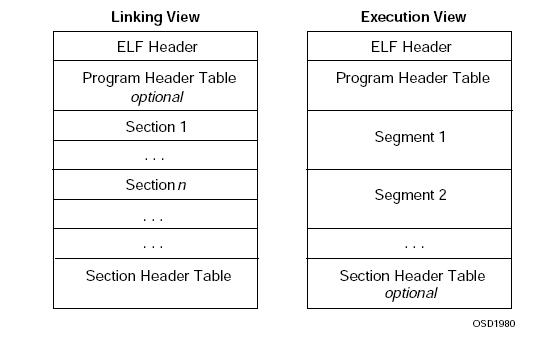 Linking View
ELF Header
Program Header Table
optional
Section 1
. . .
Section n
. . .
. . .
Section Header Table
Execution View
ELF Header
Program Header Table
Segment 1
Segment 2
. . .
Section Header Table
optional
OSD1980